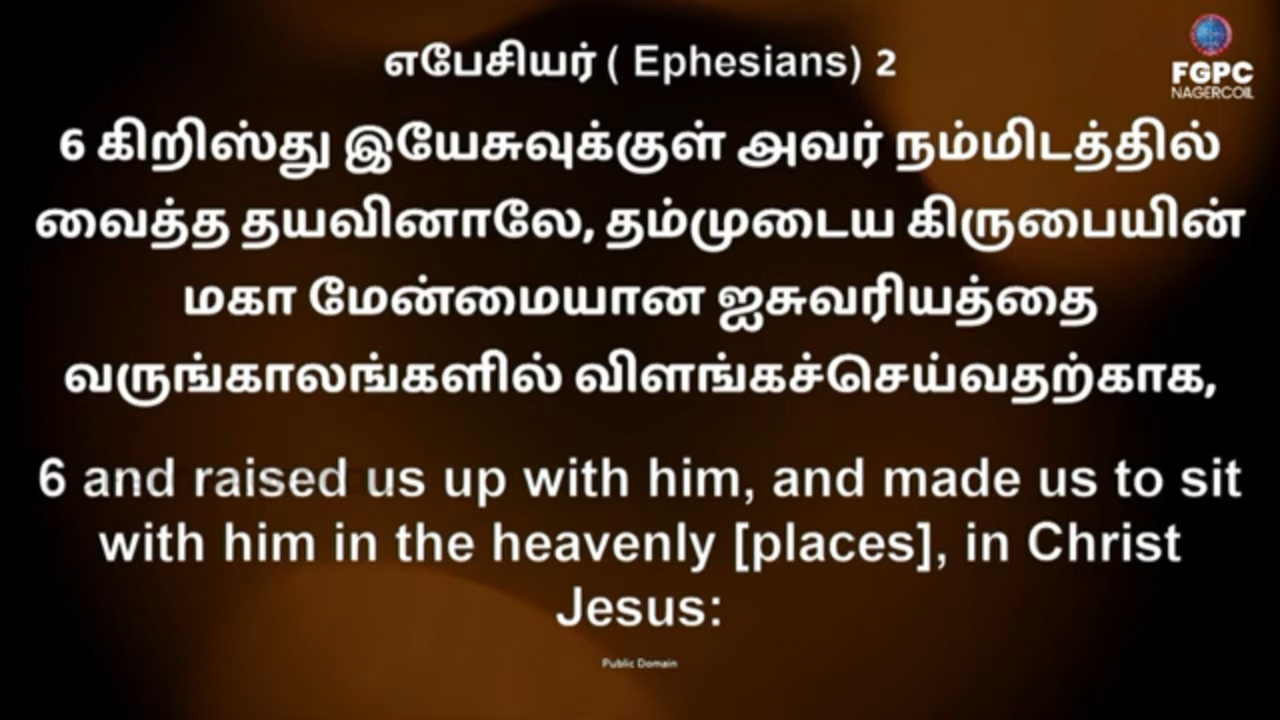 எபேசியர் ( Ephesians) 2
FGPC
NAGERCOIL
6 கிறிஸ்து இயேசுவுக்குள் அவர் நம்மிடத்தில்
வைத்த தயவினாலே, தம்முடைய கிருபையின்
மகா மேன்மையான ஐசுவரியத்தை
வருங்காலங்களில் விளங்கச்செய்வதற்காக,
6 and raised us up with him, and made us to sit
with him in the heavenly [places], in Christ
Jesus:
Public Domain